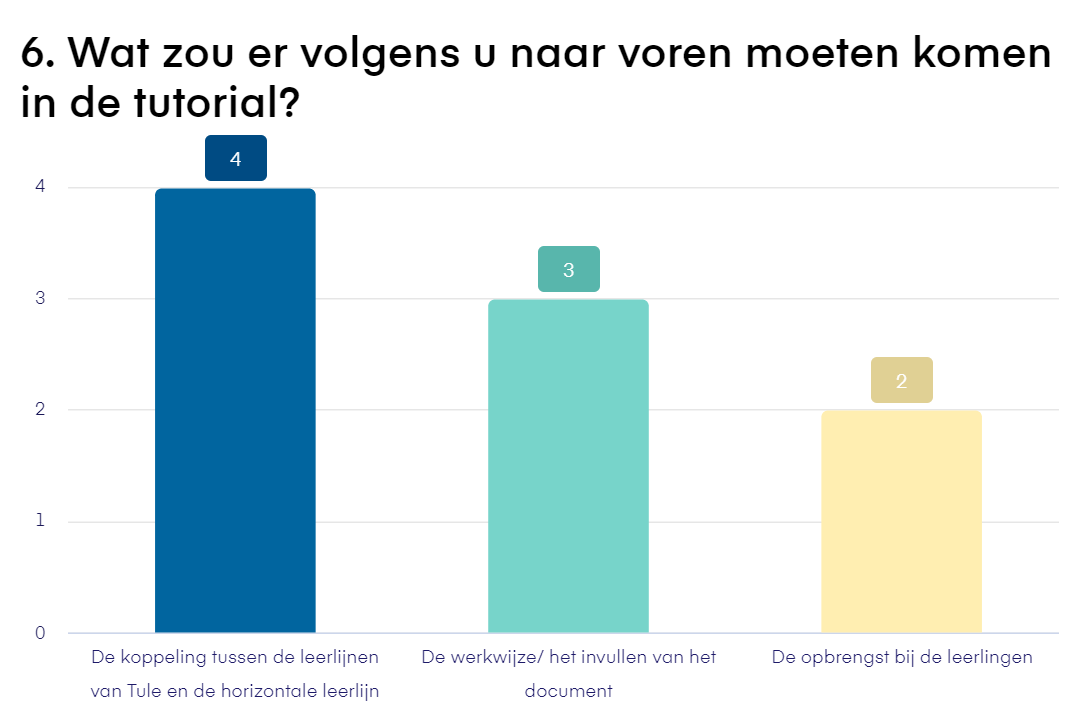 6. Wat zou er volgens u naar voren moeten komen
in de tutorial?
4
4
3
3
2
2
1
0
De koppeling tussen de leerlijnen
van Tule en de horizontale leerlijn
De werkwijze/ het invullen van het
document
De opbrengst bij de leerlingen